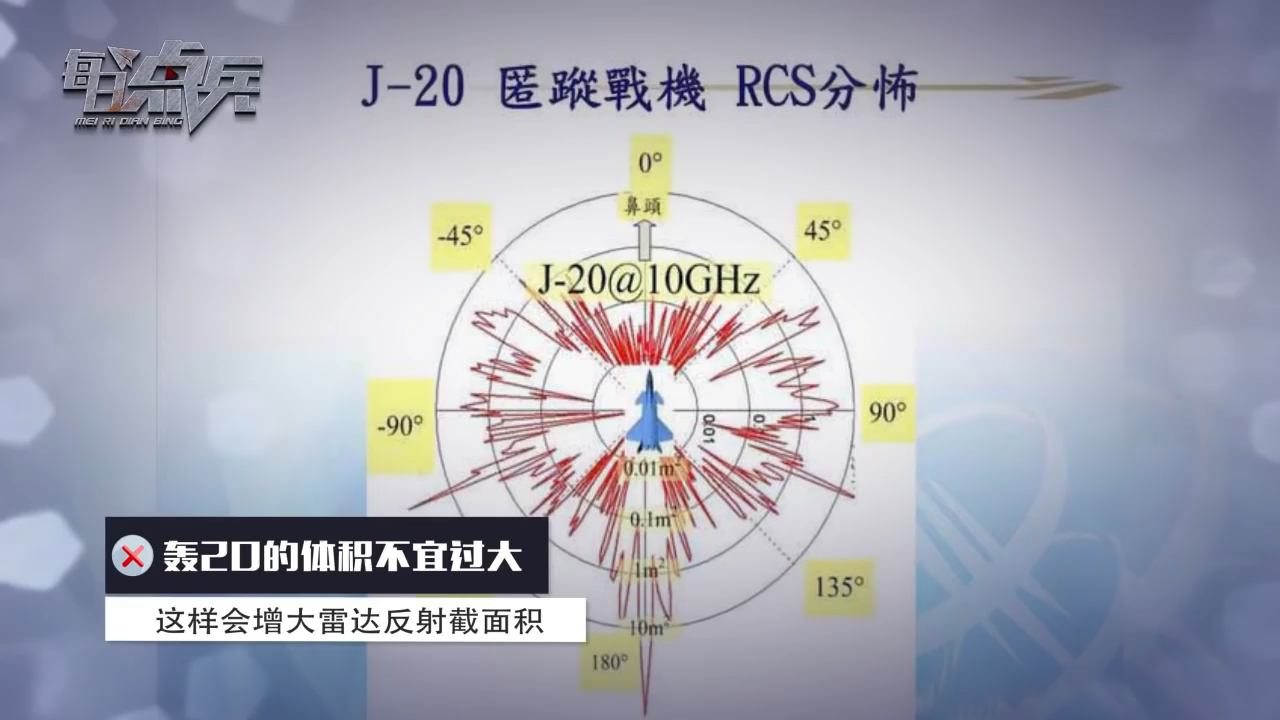 每日点兵
MEI RI DIAN BING
J-20 匿蹤戰機 RCS分怖
0°
鼻頭
-45°
45°
J-20@10GHz
-90°
90°
0.01
0.
1
0.01m²
0.1m²
1m²
10m²
135°
180°
轰20的体积不宜过大
这样会增大雷达反射截面积